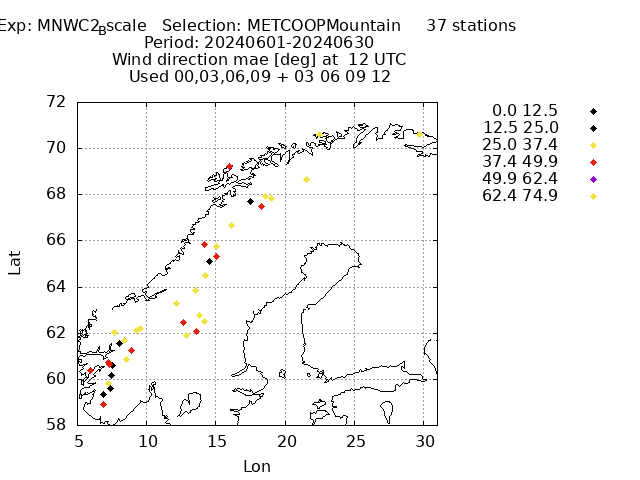 Exp: MNWC2Bscale Selection: METCOOPMountain 37 stations
Period: 20240601-20240630
Wind direction mae [deg] at 12 UTC
Used 00,03,06,09 + 03 06 09 12
72
70
68
66
64
62
60
58
5 10 15 20 25 30
Lat
Lon
0.0 12.5
12.5 25.0
25.0 37.4
37.4 49.9
49.9 62.4
62.4 74.9